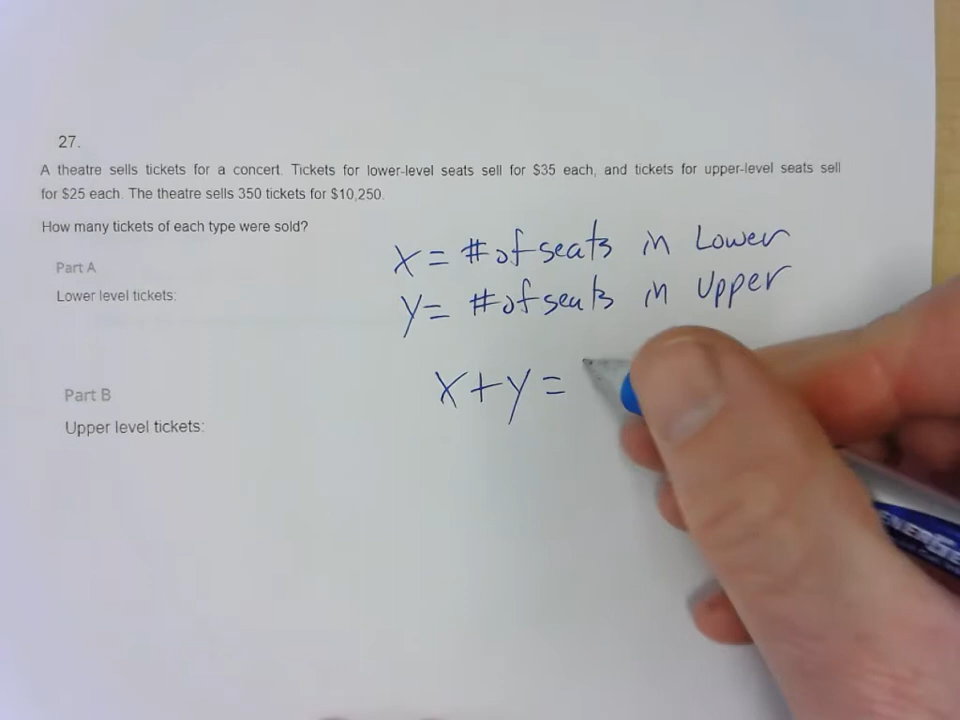 27.
A theatre sells tickets for a concert. Tickets for lower-level seats sell for $35 each, and tickets for upper-level seats sell
for $25 each. The theatre sells 350 tickets for $10,250.
How many tickets of each type were sold?
x = # of seats in Lower
Part A
Lower level tickets:
y = # of seats in Upper
x + y =
Part B
Upper level tickets: